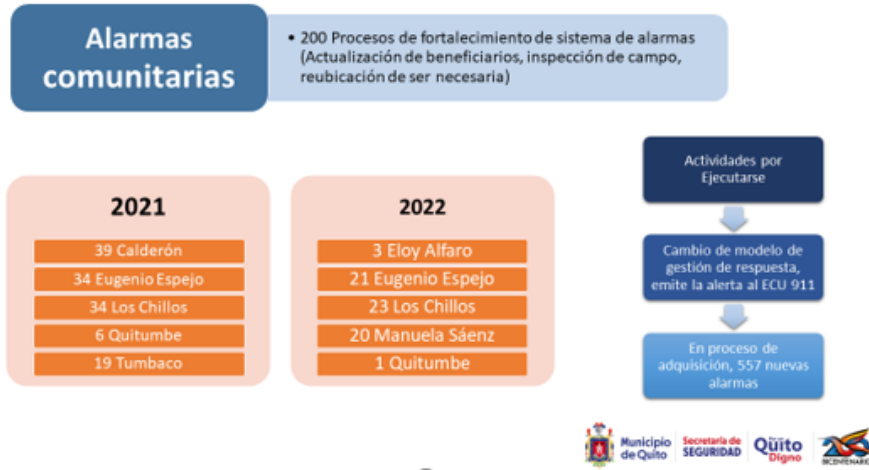 Alarmas
comunitarias
• 200 Procesos de fortalecimiento de sistema de alarmas
(Actualización de beneficiarios, inspección de campo,
reubicación de ser necesaria)
2021
39 Calderón
34 Eugenio Espejo
34 Los Chillos
6 Quitumbe
19 Tumbaco
2022
3 Eloy Alfaro
21 Eugenio Espejo
23 Los Chillos
20 Manuela Sáenz
1 Quitumbe
Actividades por
Ejecutarse
Cambio de modelo de
gestión de respuesta,
emite la alerta al ECU 911
En proceso de
adquisición, 557 nuevas
alarmas
Municipio
de Quito
Secretaría de
SEGURIDAD
Quito
Digno
BICENTENARIO